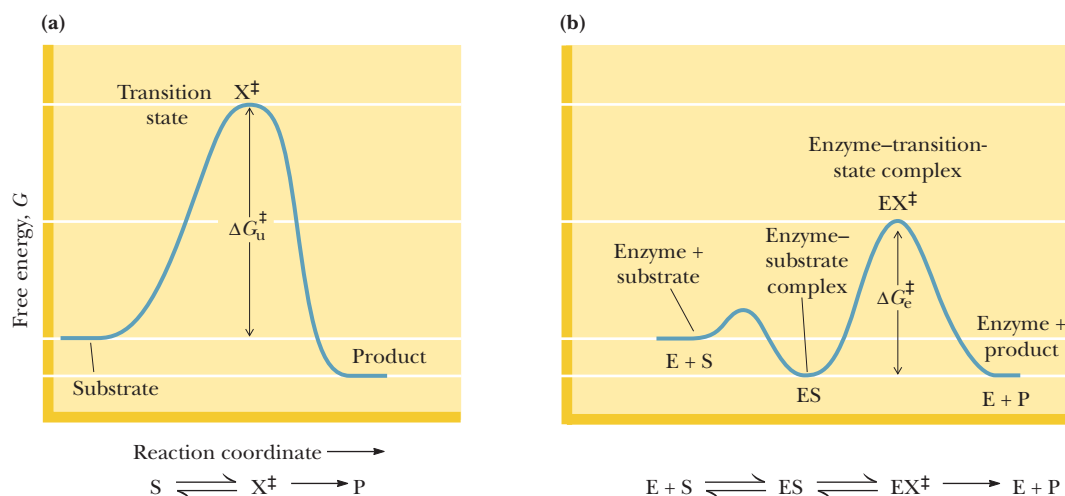 (a)
Transition
state
X‡
ΔG‡u
Free energy, G
Substrate
Product
Reaction coordinate ⟶
S ⇌ X‡ ⟶ P
(b)
Enzyme–transition-
state complex
EX‡
Enzyme +
substrate
Enzyme–
substrate
complex
ΔG‡e
Enzyme +
product
E + S
ES
E + P
E + S ⇌ ES ⇌ EX‡ ⟶ E + P